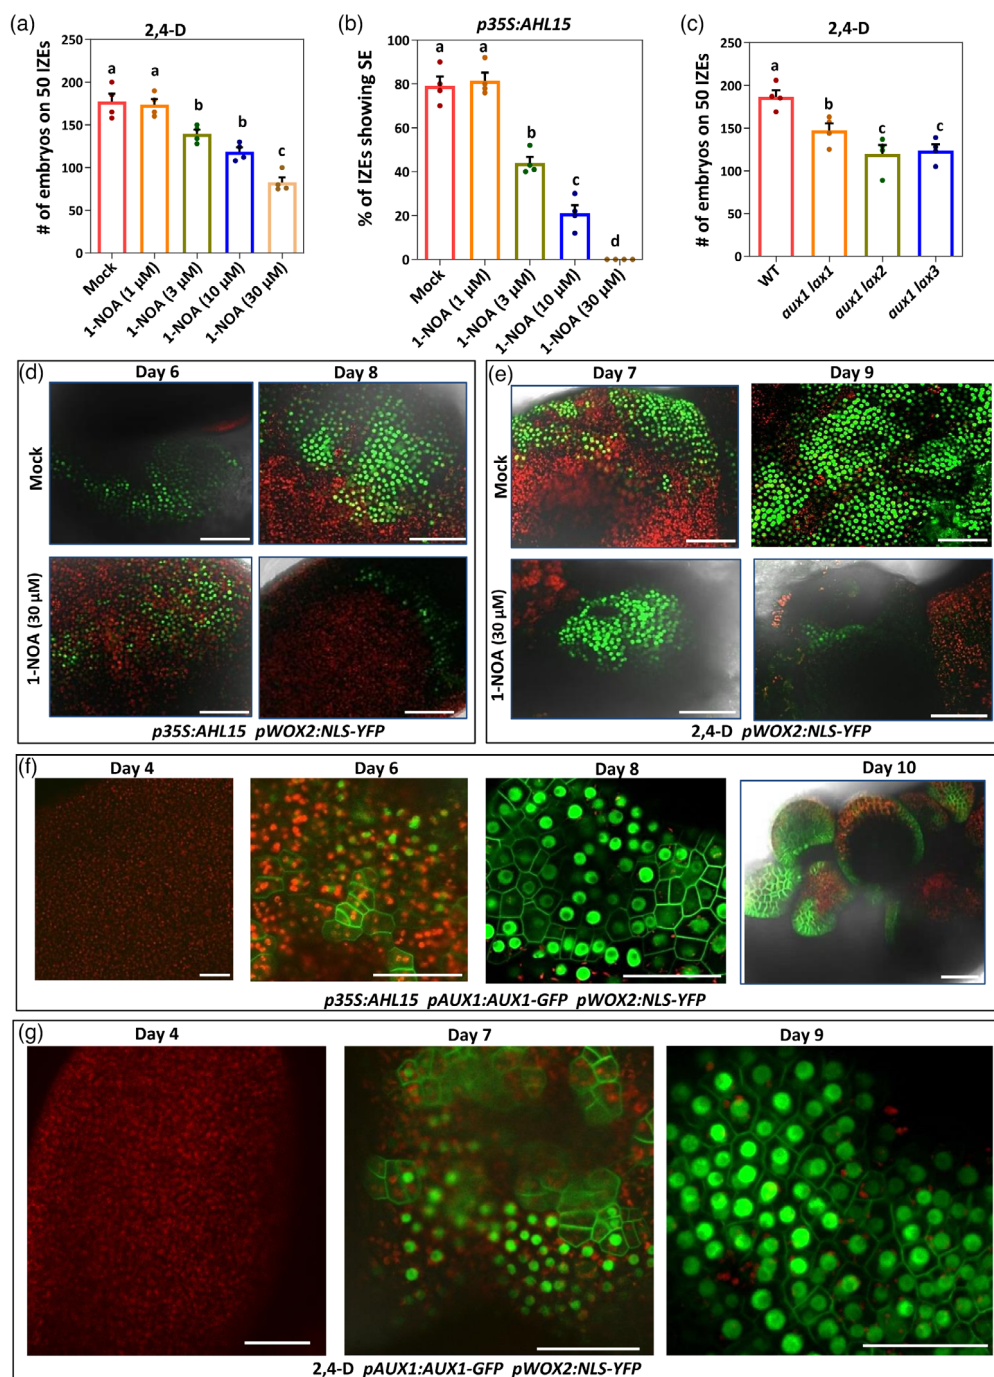 (a)
2,4-D
# of embryos on 50 IZEs
250
200
150
100
50
0
a
a
b
b
c
Mock
1-NOA (1 µM)
1-NOA (3 µM)
1-NOA (10 µM)
1-NOA (30 µM)
(b)
p35S:AHL15
% of IZEs showing SE
100
80
60
40
20
0
a
a
b
c
d
Mock
1-NOA (1 µM)
1-NOA (3 µM)
1-NOA (10 µM)
1-NOA (30 µM)
(c)
2,4-D
# of embryos on 50 IZEs
250
200
150
100
50
0
a
b
c
c
WT
aux1 lax1
aux1 lax2
aux1 lax3
(d)
Day 6
Day 8
Mock
1-NOA (30 µM)
p35S:AHL15 pWOX2:NLS-YFP
(e)
Day 7
Day 9
Mock
1-NOA (30 µM)
2,4-D pWOX2:NLS-YFP
(f)
Day 4
Day 6
Day 8
Day 10
p35S:AHL15 pAUX1:AUX1-GFP pWOX2:NLS-YFP
(g)
Day 4
Day 7
Day 9
2,4-D pAUX1:AUX1-GFP pWOX2:NLS-YFP